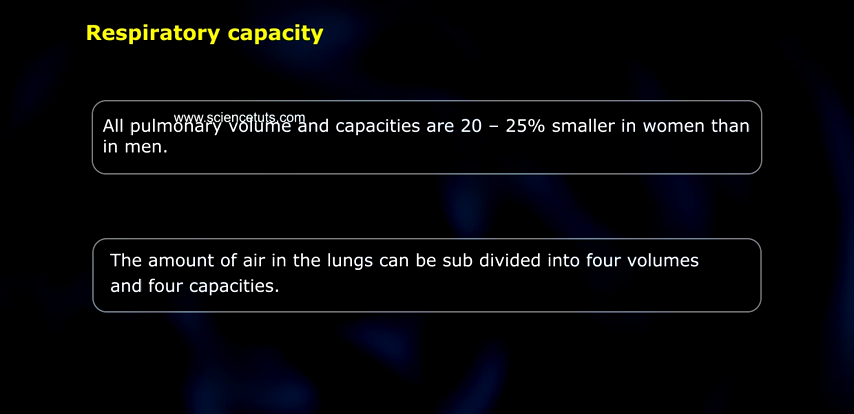 Respiratory capacity
www.sciencetuts.com
All pulmonary volume and capacities are 20 – 25% smaller in women than
in men.
The amount of air in the lungs can be sub divided into four volumes
and four capacities.